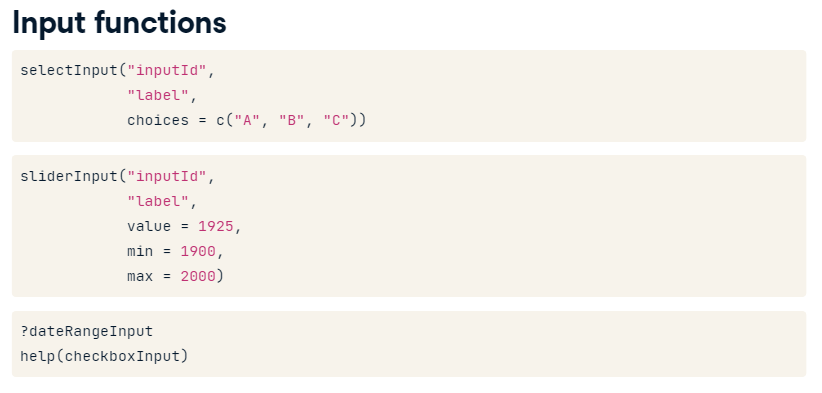 Input functions
selectInput("inputId",
            "label",
            choices = c("A", "B", "C"))
sliderInput("inputId",
            "label",
            value = 1925,
            min = 1900,
            max = 2000)
?dateRangeInput
help(checkboxInput)